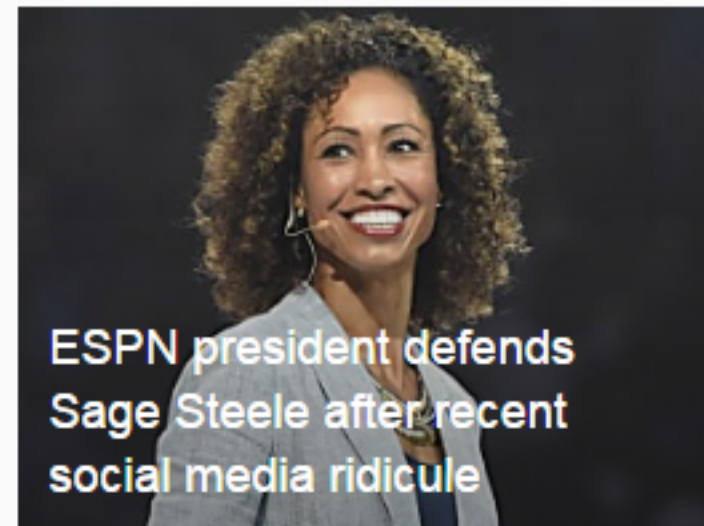 ESPN president defends
Sage Steele after recent
social media ridicule